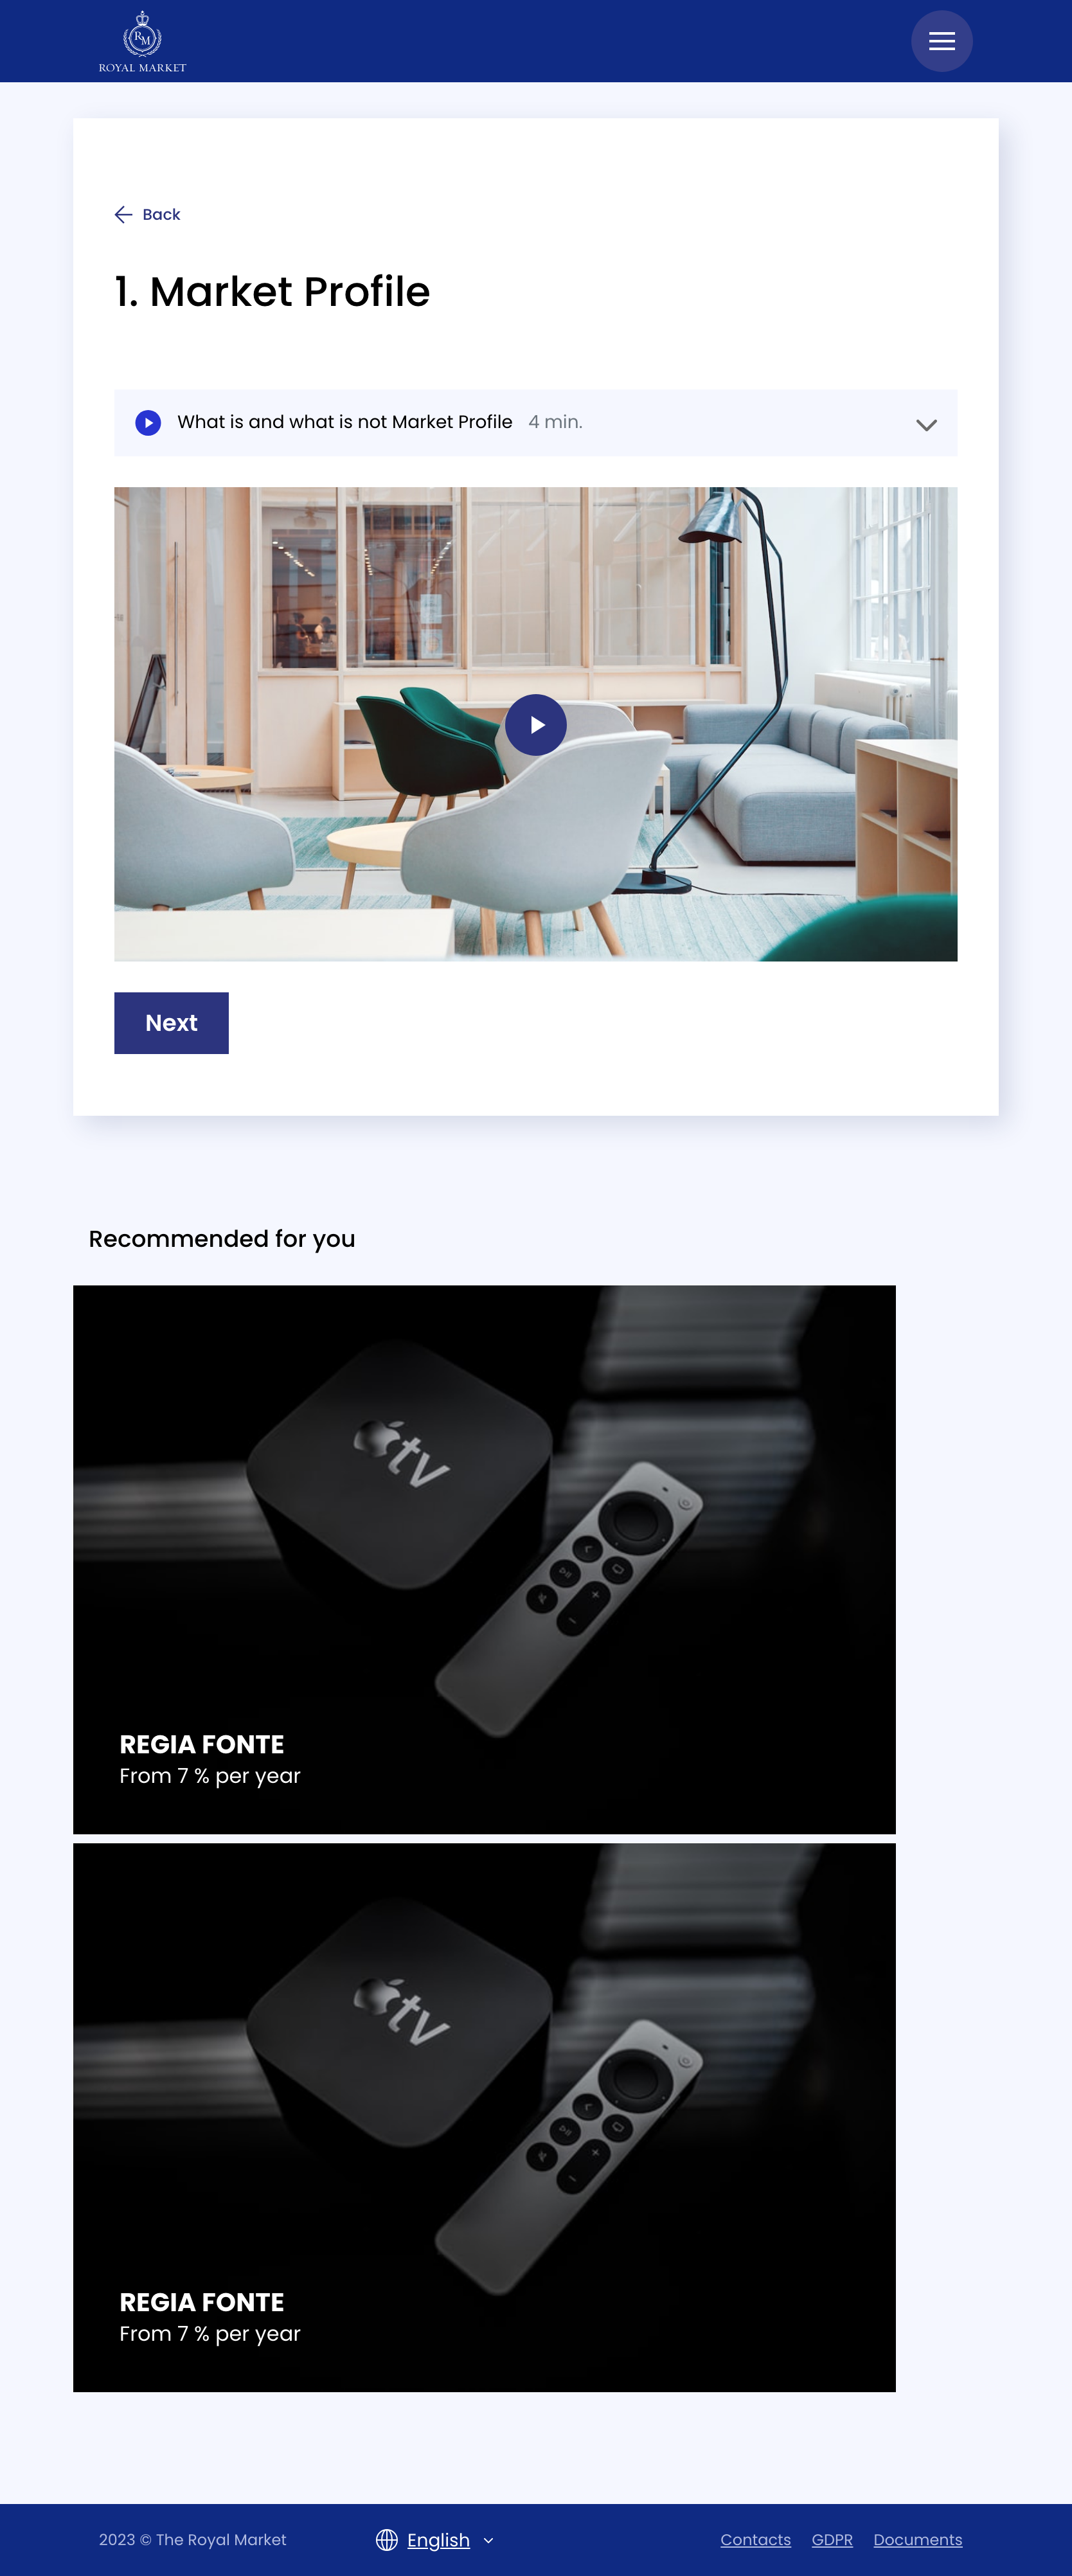 RM
ROYAL MARKET
Back
1. Market Profile
What is and what is not Market Profile 4 min.
Recommended for you
tv
REGIA FONTE
From 7 % per year
tv
REGIA FONTE
From 7 % per year
2023 © The Royal Market English Contacts GDPR Documents
Next